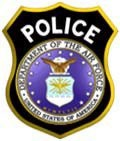 POLICE
DEPARTMENT OF THE AIR FORCE
UNITED STATES OF AMERICA